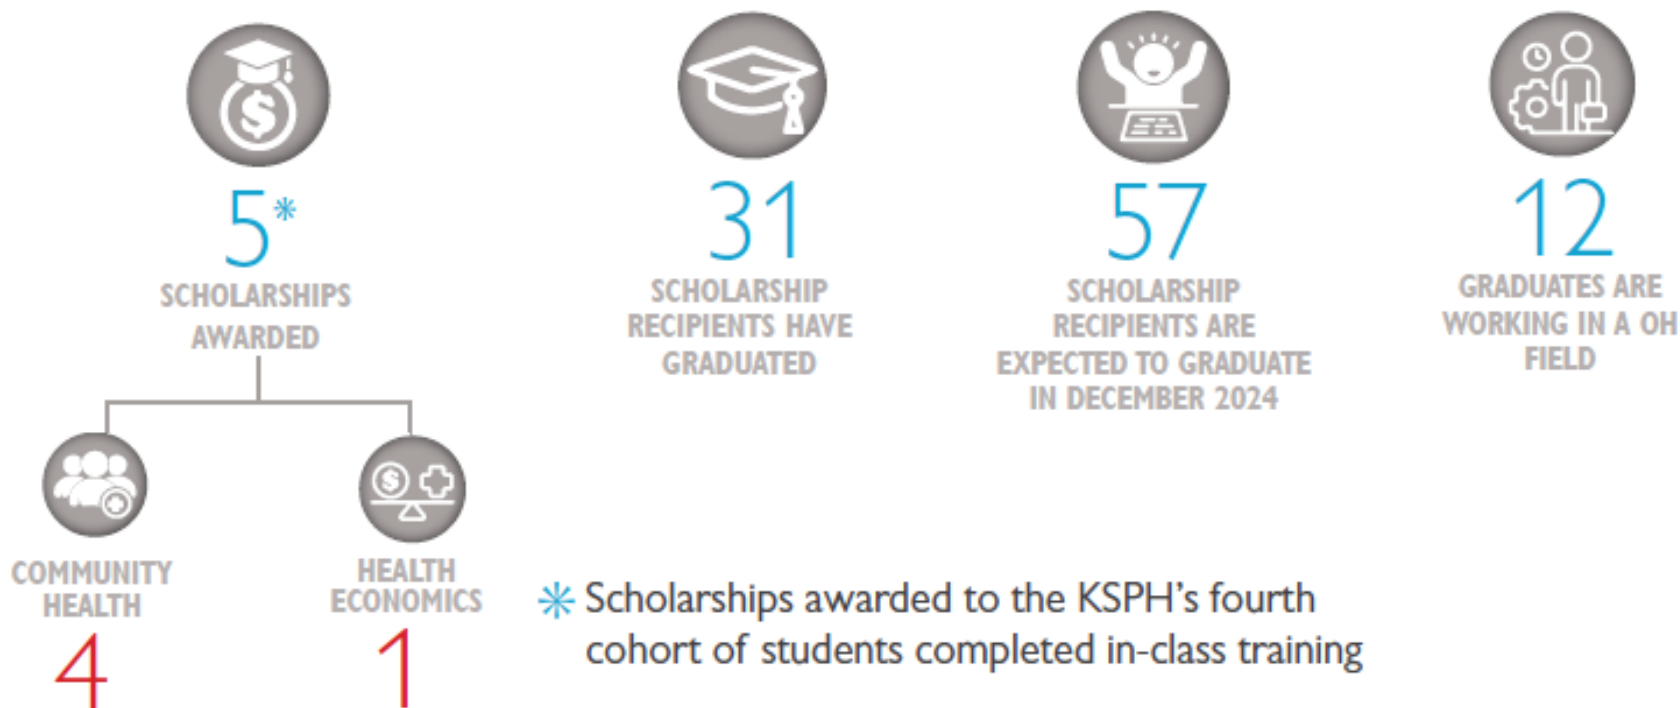 5*
SCHOLARSHIPS
AWARDED
COMMUNITY
HEALTH
4
HEALTH
ECONOMICS
1
31
SCHOLARSHIP
RECIPIENTS HAVE
GRADUATED
57
SCHOLARSHIP
RECIPIENTS ARE
EXPECTED TO GRADUATE
IN DECEMBER 2024
12
GRADUATES ARE
WORKING IN A OH
FIELD
* Scholarships awarded to the KSPH’s fourth
cohort of students completed in-class training